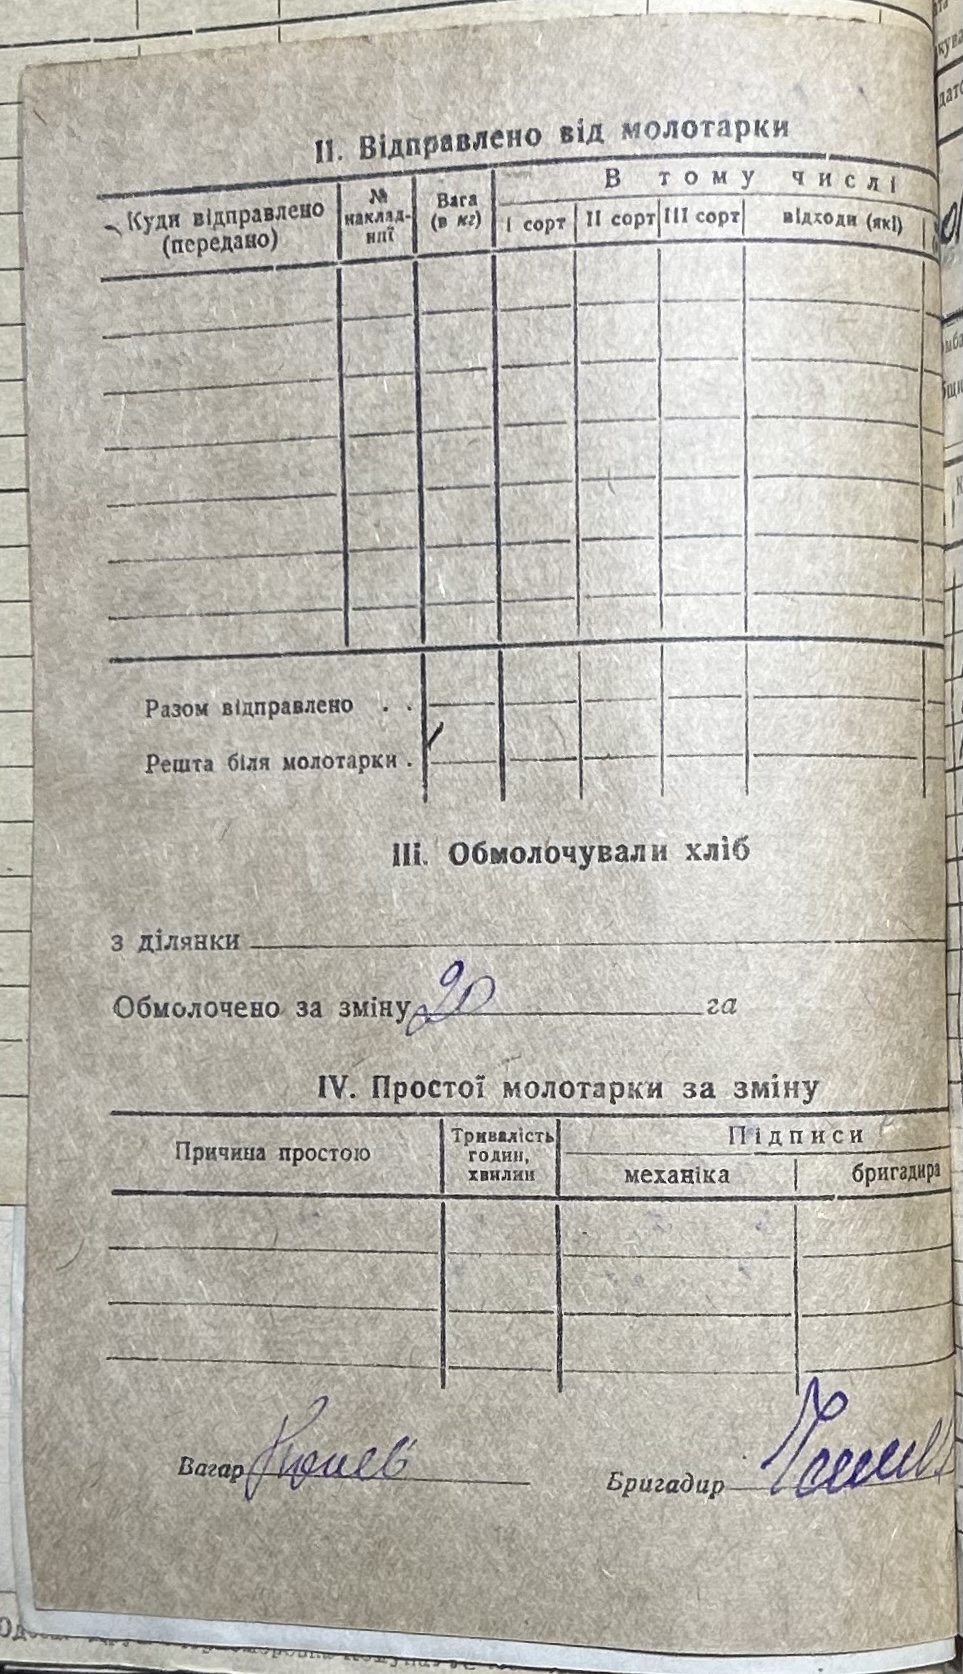 II. Відправлено від молотарки
Куди відправлено (передано)
№ наклад-
ної
Вага (в кг)
В тому числі
I сорт
II сорт
III сорт
відходи (які)
Разом відправлено . .
Решта біля молотарки .
III. Обмолочували хліб
з ділянки
Обмолочено за зміну 20 га
IV. Простої молотарки за зміну
Причина простою
Тривалість
годин,
хвилин
Підписи
механіка
бригадира
Вагар
Бригадир